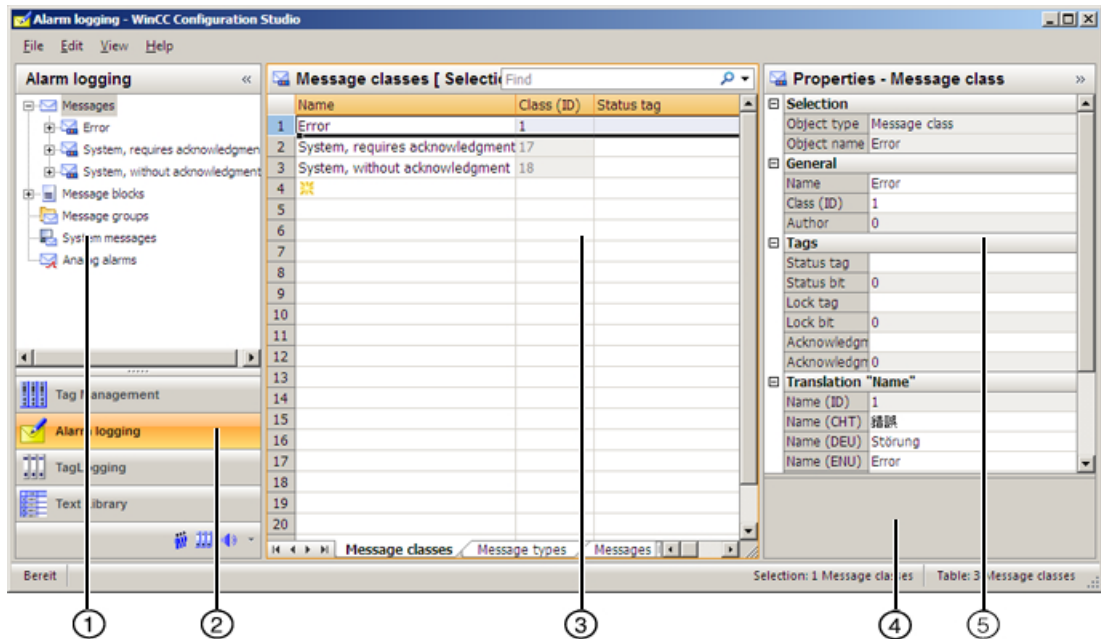 Alarm logging - WinCC Configuration Studio
File Edit View Help
Alarm logging «
Messages
Error
System, requires acknowledgmen
System, without acknowledgment
Message blocks
Message groups
System messages
Analog alarms
Tag Management
Alarm logging
TagLogging
Text Library
Message classes [ Selectio Find
Name Class (ID) Status tag
1 Error 1
2 System, requires acknowledgment 17
3 System, without acknowledgment 18
4
5
6
7
8
9
10
11
12
13
14
15
16
17
18
19
20
Message classes Message types Messages
Properties - Message class »
Selection
Object type Message class
Object name Error
General
Name Error
Class (ID) 1
Author 0
Tags
Status tag
Status bit 0
Lock tag
Lock bit 0
Acknowledgn
Acknowledgn 0
Translation "Name"
Name (ID) 1
Name (CHT) 錯誤
Name (DEU) Störung
Name (ENU) Error
Bereit Selection: 1 Message classes Table: 3 Message classes
① ② ③ ④ ⑤